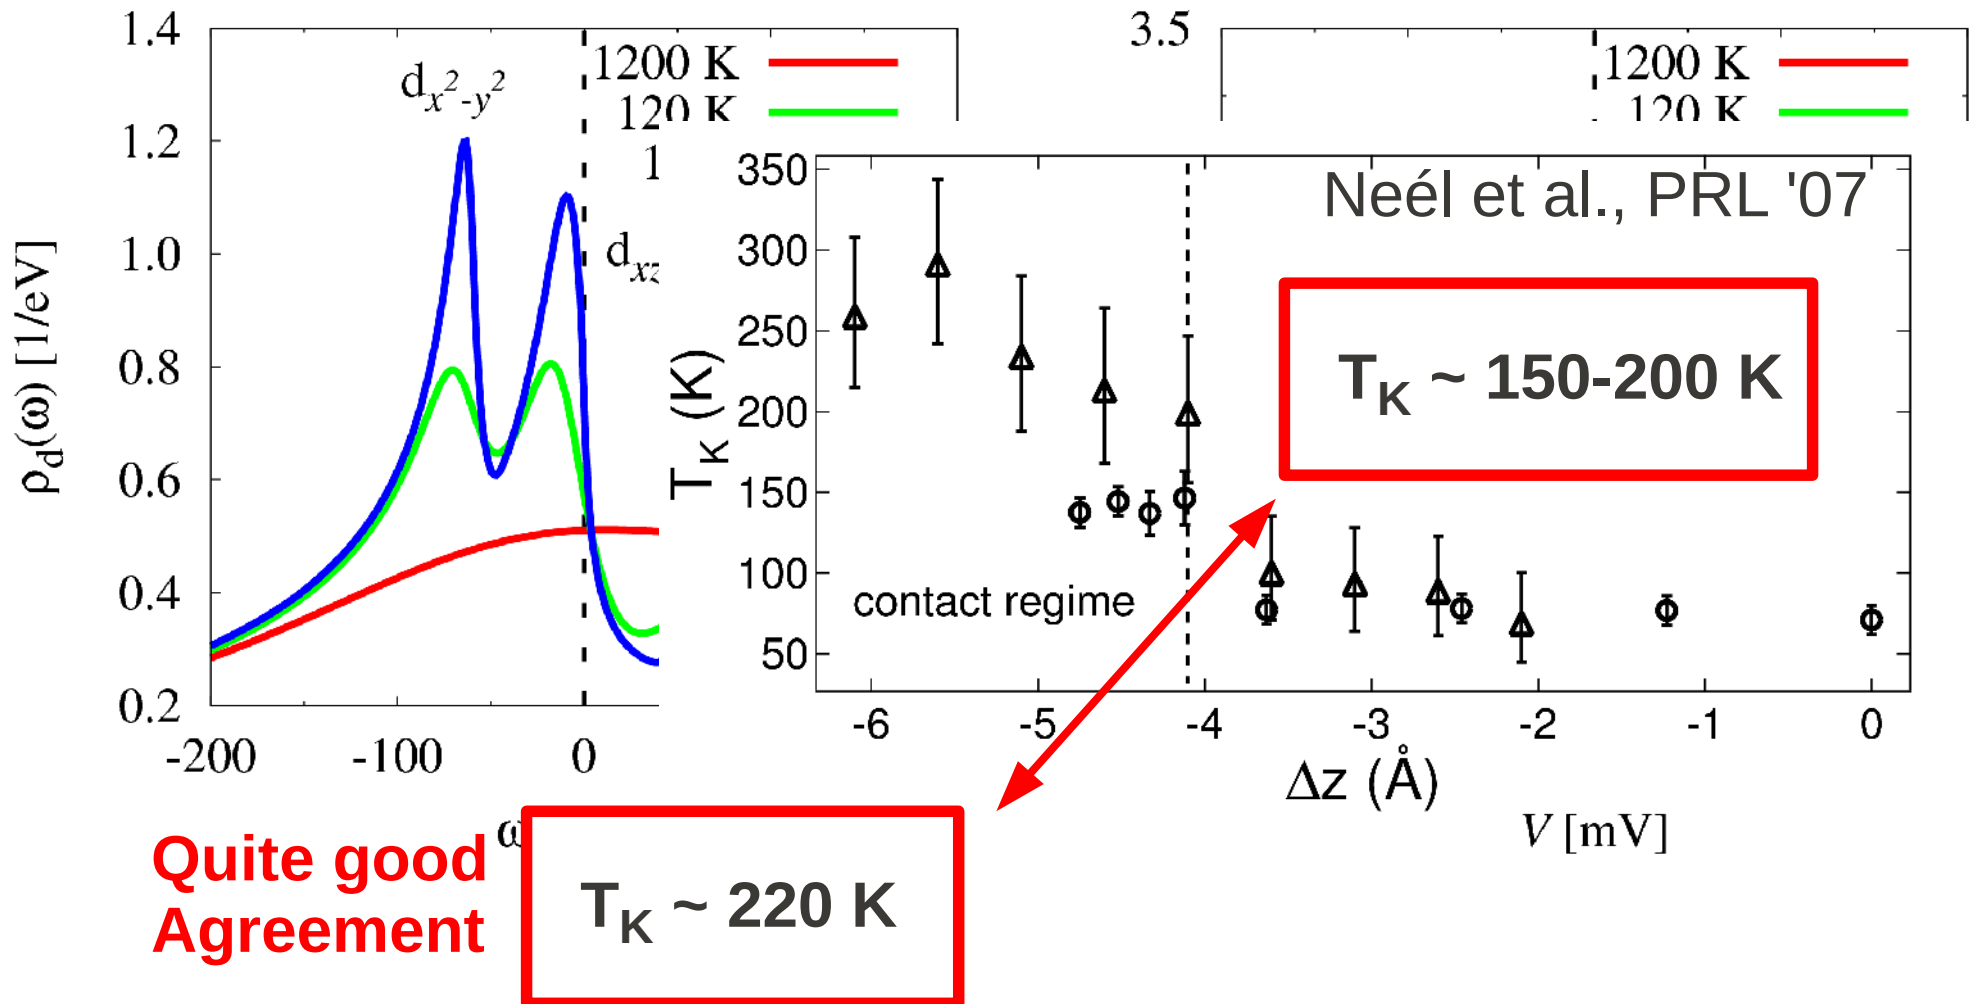 1.4
1.2
1.0
0.8
0.6
0.4
0.2
ρd(ω) [1/eV]
-200 -100 0
dx²-y²
dxz
1200 K
120 K
1
ω
3.5
1200 K
120 K
V [mV]
Neél et al., PRL '07
350
300
250
200
150
100
50
TK (K)
contact regime
-6 -5 -4 -3 -2 -1 0
Δz (Å)
TK ~ 150-200 K
Quite good
Agreement
TK ~ 220 K